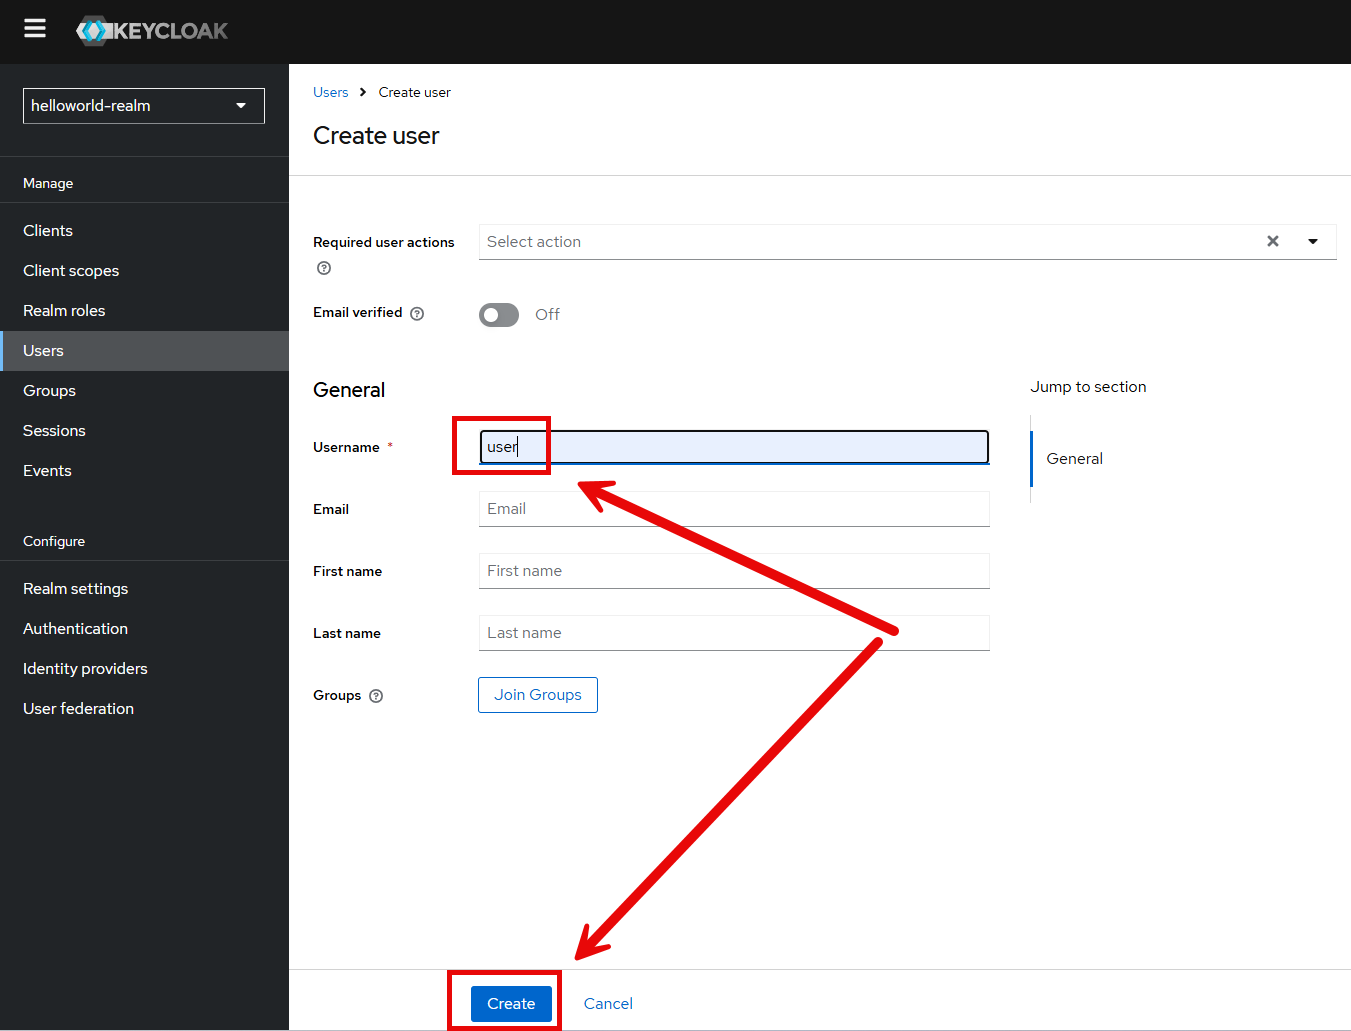 KEYCLOAK
helloworld-realm
Manage
Clients
Client scopes
Realm roles
Users
Groups
Sessions
Events
Configure
Realm settings
Authentication
Identity providers
User federation
Users > Create user
Create user
Required user actions
Select action
Email verified
Off
General
Username *
user
Email
Email
First name
First name
Last name
Last name
Groups
Join Groups
Jump to section
General
Create
Cancel